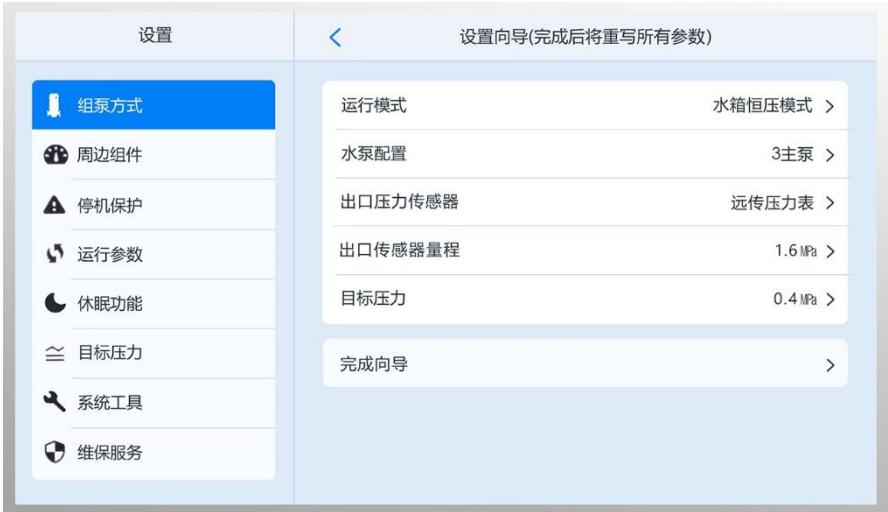 设置
设置向导(完成后将重写所有参数)
组泵方式
周边组件
停机保护
运行参数
休眠功能
目标压力
系统工具
维保服务
运行模式 水箱恒压模式
水泵配置 3主泵
出口压力传感器 远传压力表
出口传感器量程 1.6 MPa
目标压力 0.4 MPa
完成向导